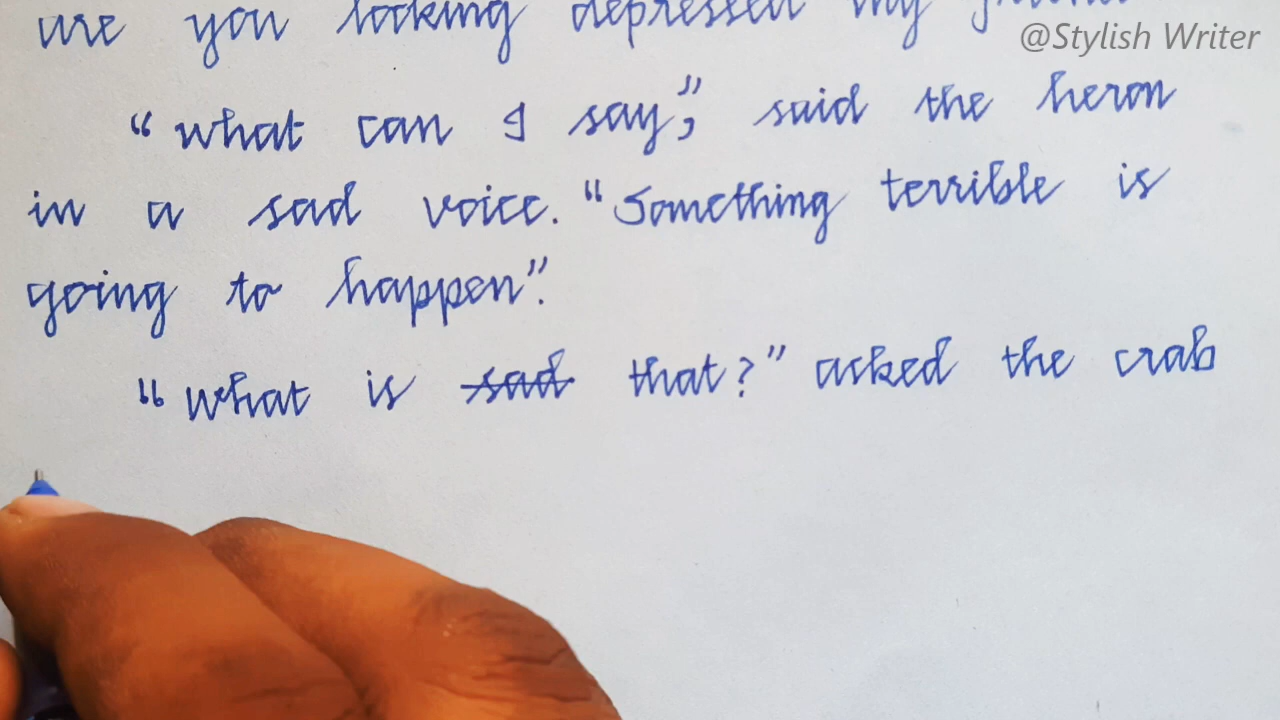 are you looking depressed my friend
@Stylish Writer
“what can I say”, said the heron
in a sad voice. “Something terrible is
going to happen”.
“What is sad that?” asked the crab